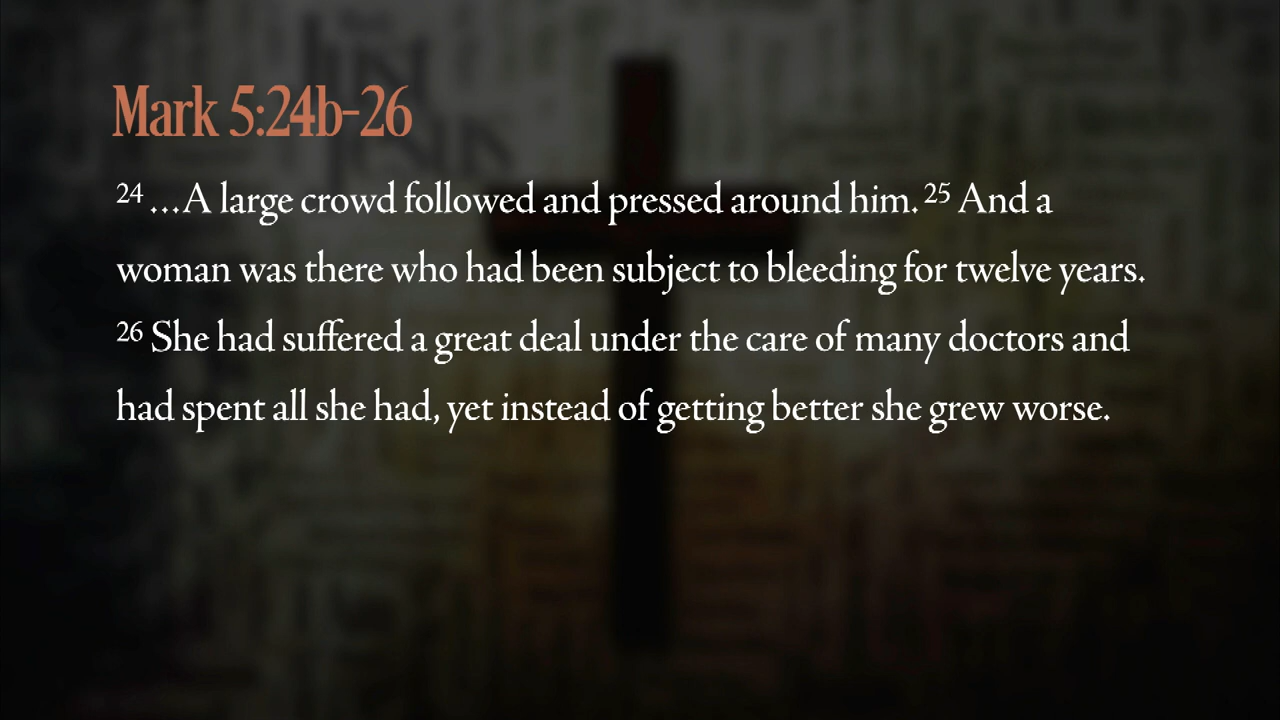 Mark 5:24b-26
24 ...A large crowd followed and pressed around him. 25 And a
woman was there who had been subject to bleeding for twelve years.
26 She had suffered a great deal under the care of many doctors and
had spent all she had, yet instead of getting better she grew worse.